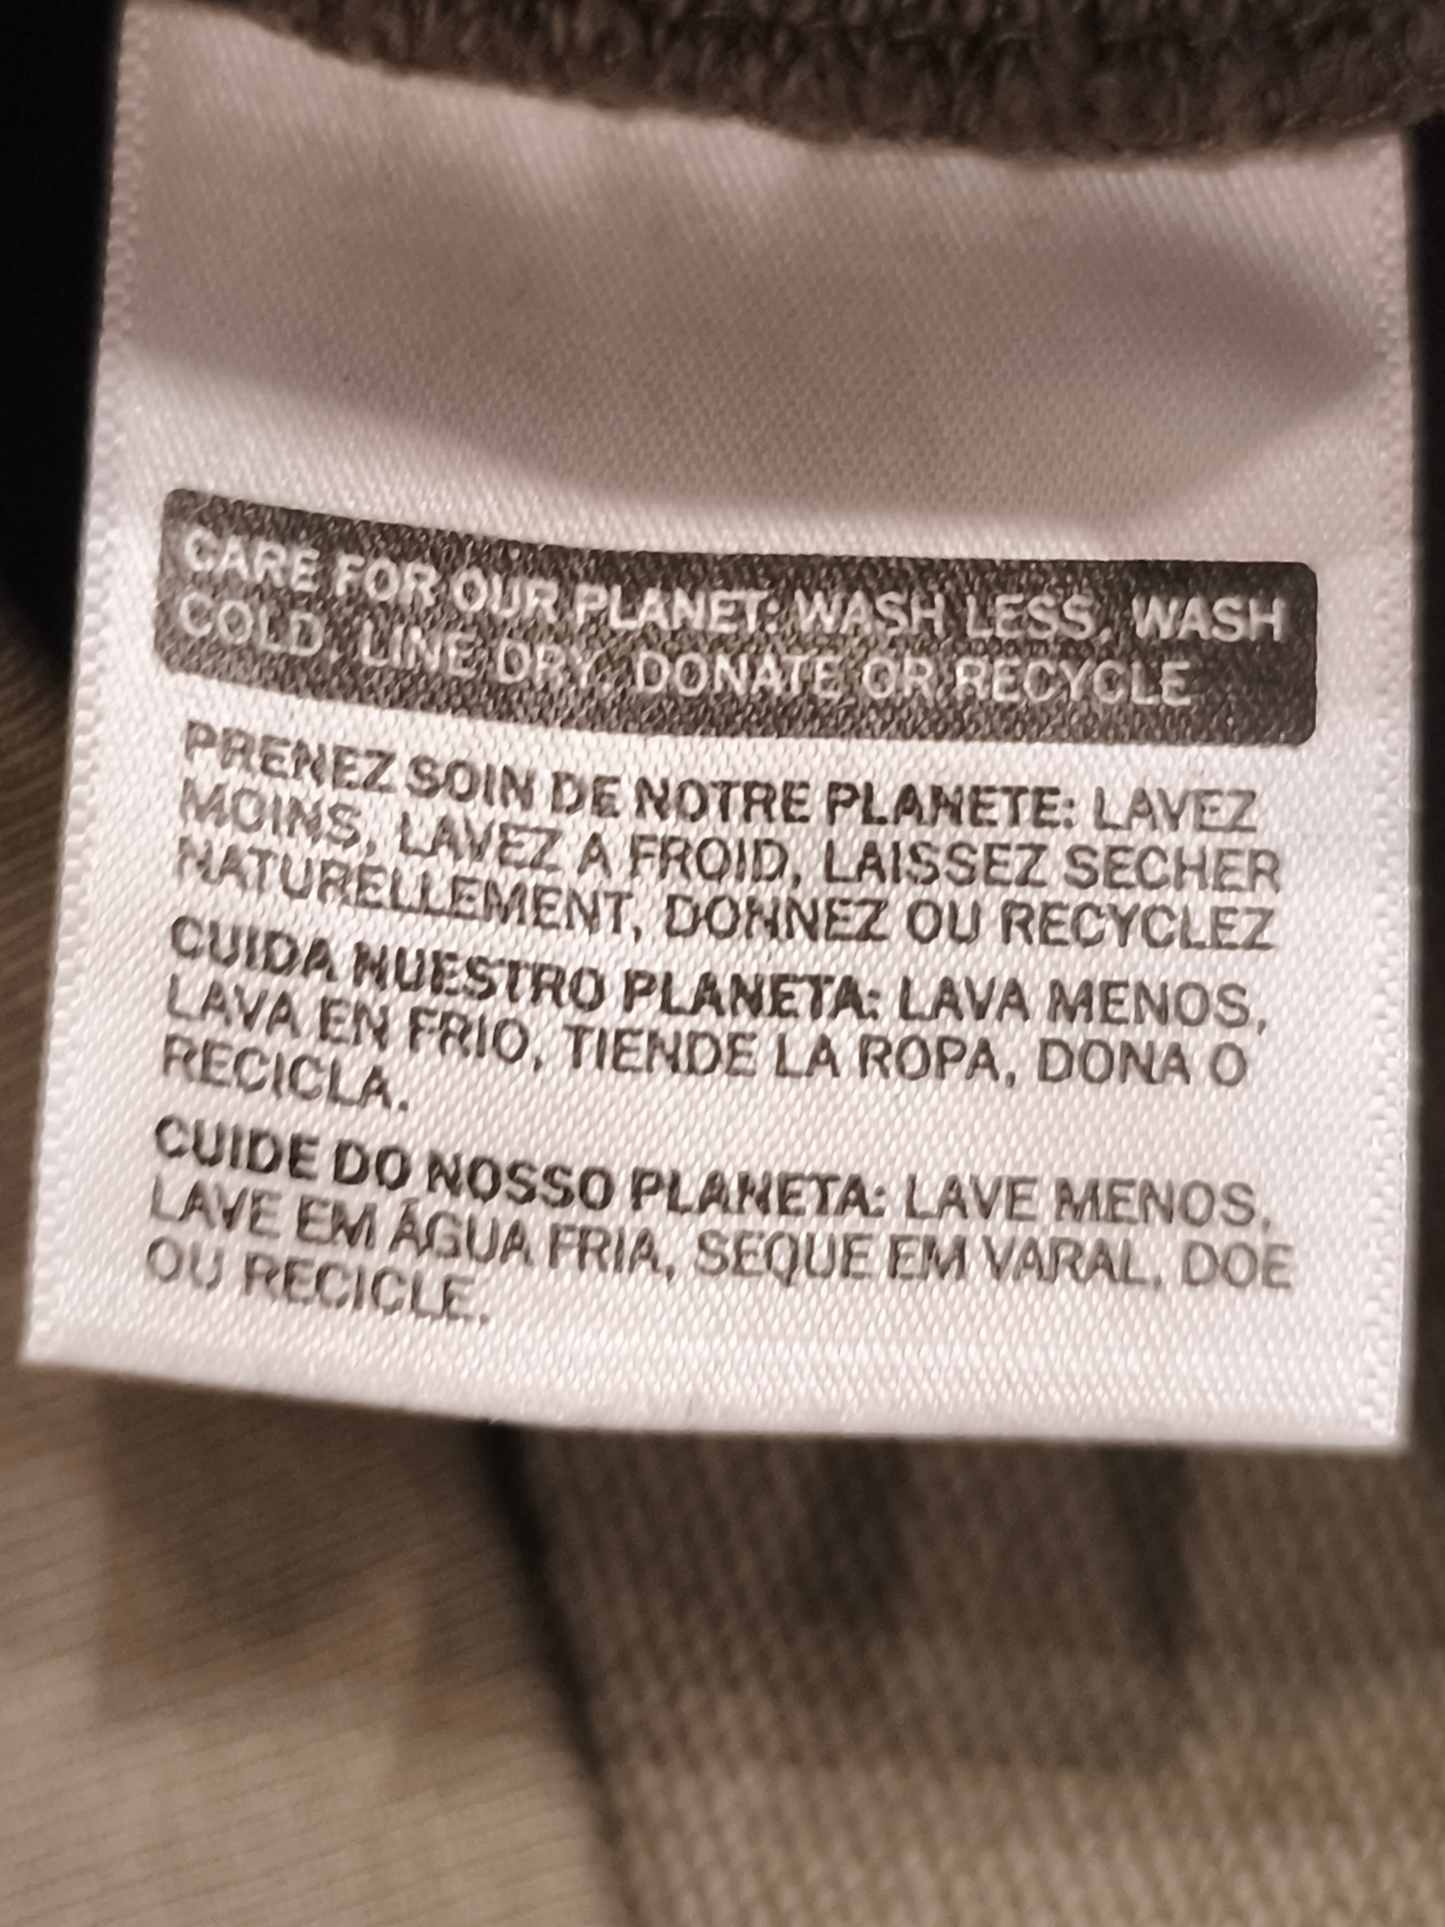 CARE FOR OUR PLANET: WASH LESS, WASH
COLD, LINE DRY, DONATE OR RECYCLE
PRENEZ SOIN DE NOTRE PLANETE: LAVEZ
MOINS, LAVEZ A FROID, LAISSEZ SECHER
NATURELLEMENT, DONNEZ OU RECYCLEZ
CUIDA NUESTRO PLANETA: LAVA MENOS,
LAVA EN FRIO, TIENDE LA ROPA, DONA O
RECICLA.
CUIDE DO NOSSO PLANETA: LAVE MENOS,
LAVE EM ÁGUA FRIA, SEQUE EM VARAL, DOE
OU RECICLE.